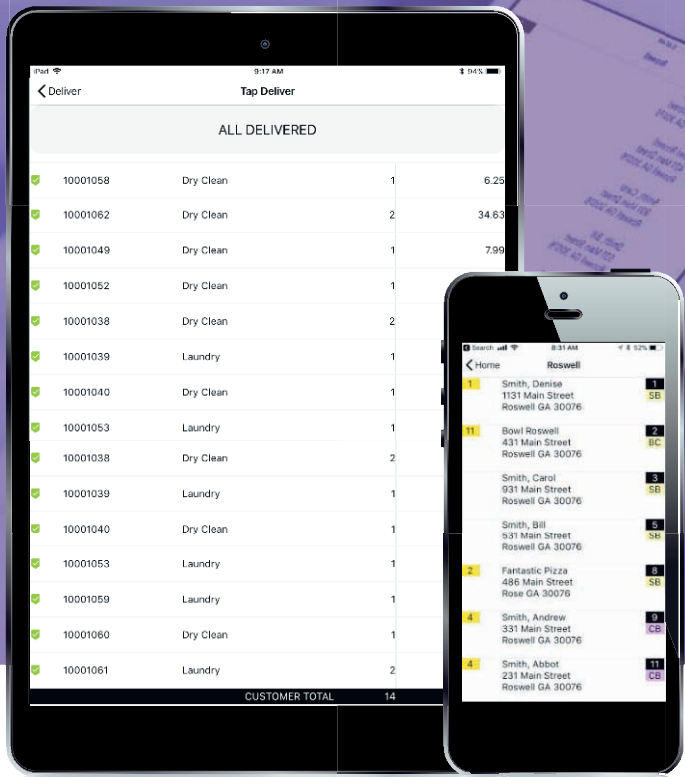 iPad 9:17 AM 94%
Deliver Tap Deliver
ALL DELIVERED
10001058 Dry Clean 1 6.25
10001062 Dry Clean 2 34.63
10001049 Dry Clean 1 7.99
10001052 Dry Clean 1
10001038 Dry Clean 2
10001039 Laundry 1
10001040 Dry Clean 1
10001053 Laundry 1
10001038 Dry Clean 2
10001039 Laundry 1
10001040 Dry Clean 1
10001053 Laundry 1
10001059 Laundry 1
10001060 Dry Clean 1
10001061 Laundry 2
CUSTOMER TOTAL 14
Search 8:31 AM 52%
Home Roswell
1 Smith, Denise 1
1131 Main Street SB
Roswell GA 30076
11 Bowl Roswell 2
431 Main Street BC
Roswell GA 30076
Smith, Carol 3
931 Main Street SB
Roswell GA 30076
Smith, Bill 5
531 Main Street SB
Roswell GA 30076
2 Fantastic Pizza 8
486 Main Street SB
Rose GA 30076
4 Smith, Andrew 9
331 Main Street CB
Roswell GA 30076
4 Smith, Abbot 11
231 Main Street CB
Roswell GA 30076